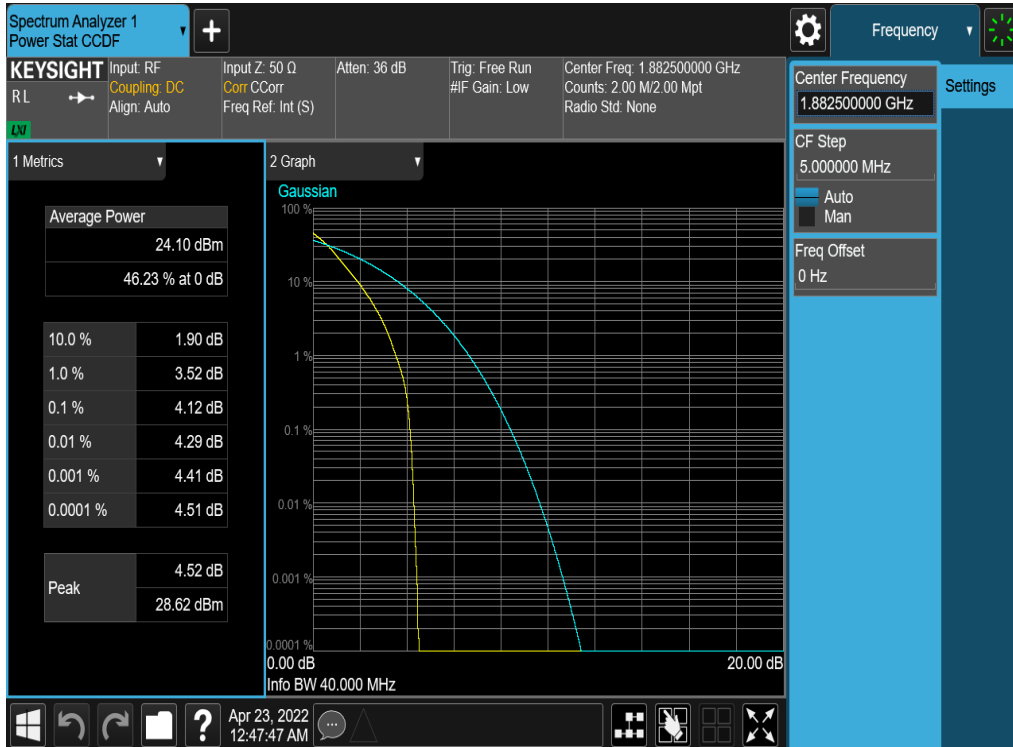 Spectrum Analyzer 1
Power Stat CCDF
Frequency
KEYSIGHT
R L
LXI
Input: RF
Coupling: DC
Align: Auto
Input Z: 50 Ω
Corr CCorr
Freq Ref: Int (S)
Atten: 36 dB
Trig: Free Run
#IF Gain: Low
Center Freq: 1.882500000 GHz
Counts: 2.00 M/2.00 Mpt
Radio Std: None
Center Frequency
1.882500000 GHz
Settings
CF Step
5.000000 MHz
Auto
Man
Freq Offset
0 Hz
1 Metrics
Average Power
24.10 dBm
46.23 % at 0 dB
10.0 % 1.90 dB
1.0 % 3.52 dB
0.1 % 4.12 dB
0.01 % 4.29 dB
0.001 % 4.41 dB
0.0001 % 4.51 dB
Peak
4.52 dB
28.62 dBm
2 Graph
Gaussian
100 %
10 %
1 %
0.1 %
0.01 %
0.001 %
0.0001 %
0.00 dB 20.00 dB
Info BW 40.000 MHz
?
Apr 23, 2022
12:47:47 AM